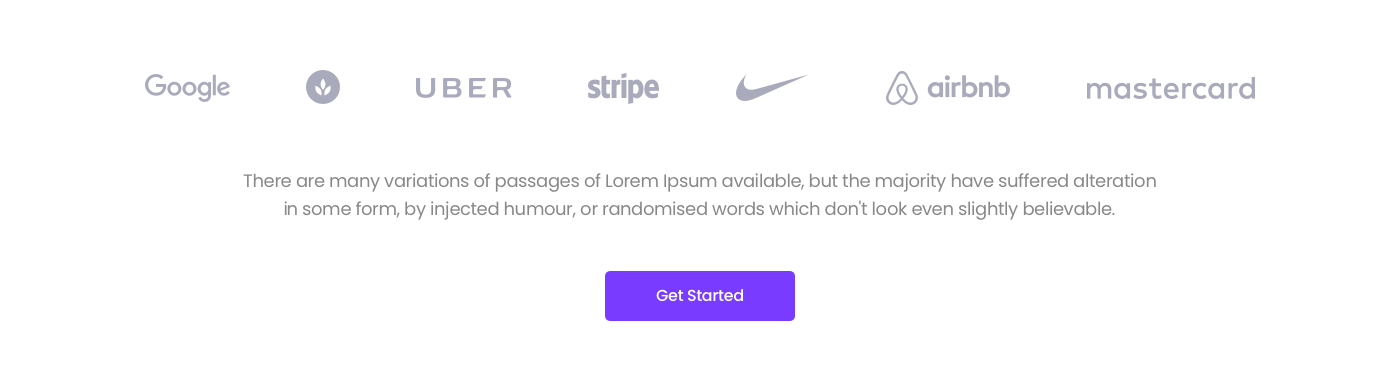 Google UBER stripe airbnb mastercard
There are many variations of passages of Lorem Ipsum available, but the majority have suffered alteration
in some form, by injected humour, or randomised words which don't look even slightly believable.
Get Started